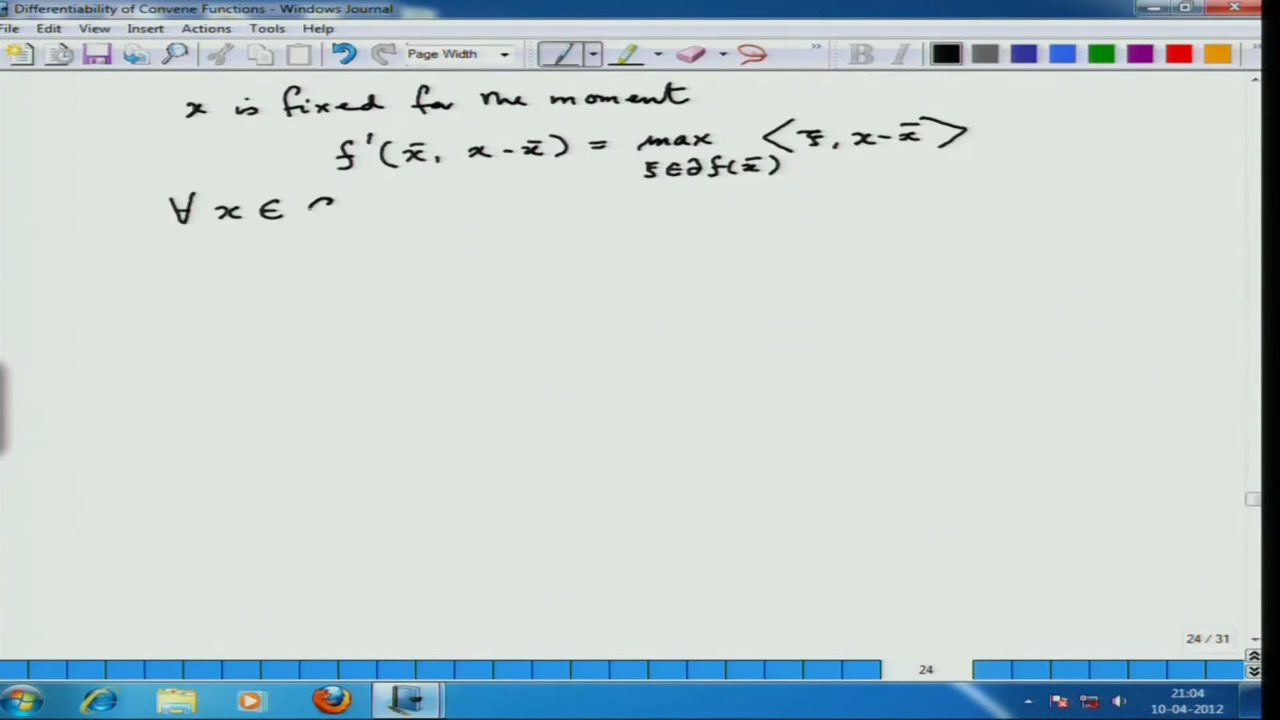 Differentiability of Convene Functions - Windows Journal
File Edit View Insert Actions Tools Help
Page Width B I
x is fixed for the moment
f'(x̄, x - x̄) = max ⟨ξ, x - x̄⟩
ξ ∈ ∂f(x̄)
∀ x ∈
24 / 31
24
21:04
10-04-2012